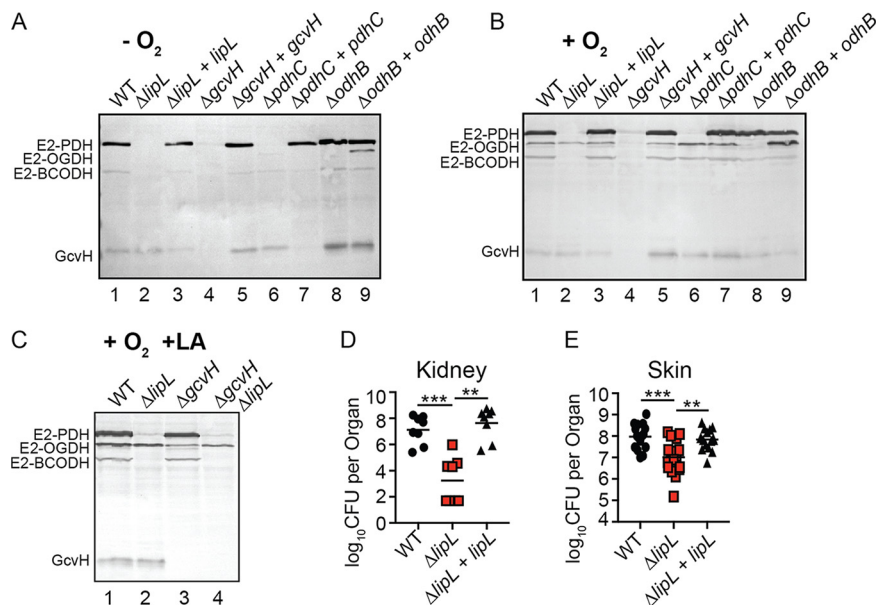 A
- O2
WT
ΔlipL
ΔlipL + lipL
ΔgcvH
ΔgcvH + gcvH
ΔpdhC
ΔpdhC + pdhC
ΔodhB
ΔodhB + odhB
E2-PDH
E2-OGDH
E2-BCODH
GcvH
1 2 3 4 5 6 7 8 9
B
+ O2
WT
ΔlipL
ΔlipL + lipL
ΔgcvH
ΔgcvH + gcvH
ΔpdhC
ΔpdhC + pdhC
ΔodhB
ΔodhB + odhB
E2-PDH
E2-OGDH
E2-BCODH
GcvH
1 2 3 4 5 6 7 8 9
C
+ O2 +LA
WT
ΔlipL
ΔgcvH
ΔgcvH
ΔlipL
E2-PDH
E2-OGDH
E2-BCODH
GcvH
1 2 3 4
D
Kidney
*** **
log10CFU per Organ
10
8
6
4
2
0
WT
ΔlipL
ΔlipL + lipL
E
Skin
*** **
log10CFU per Organ
10
9
8
7
6
5
4
WT
ΔlipL
ΔlipL + lipL